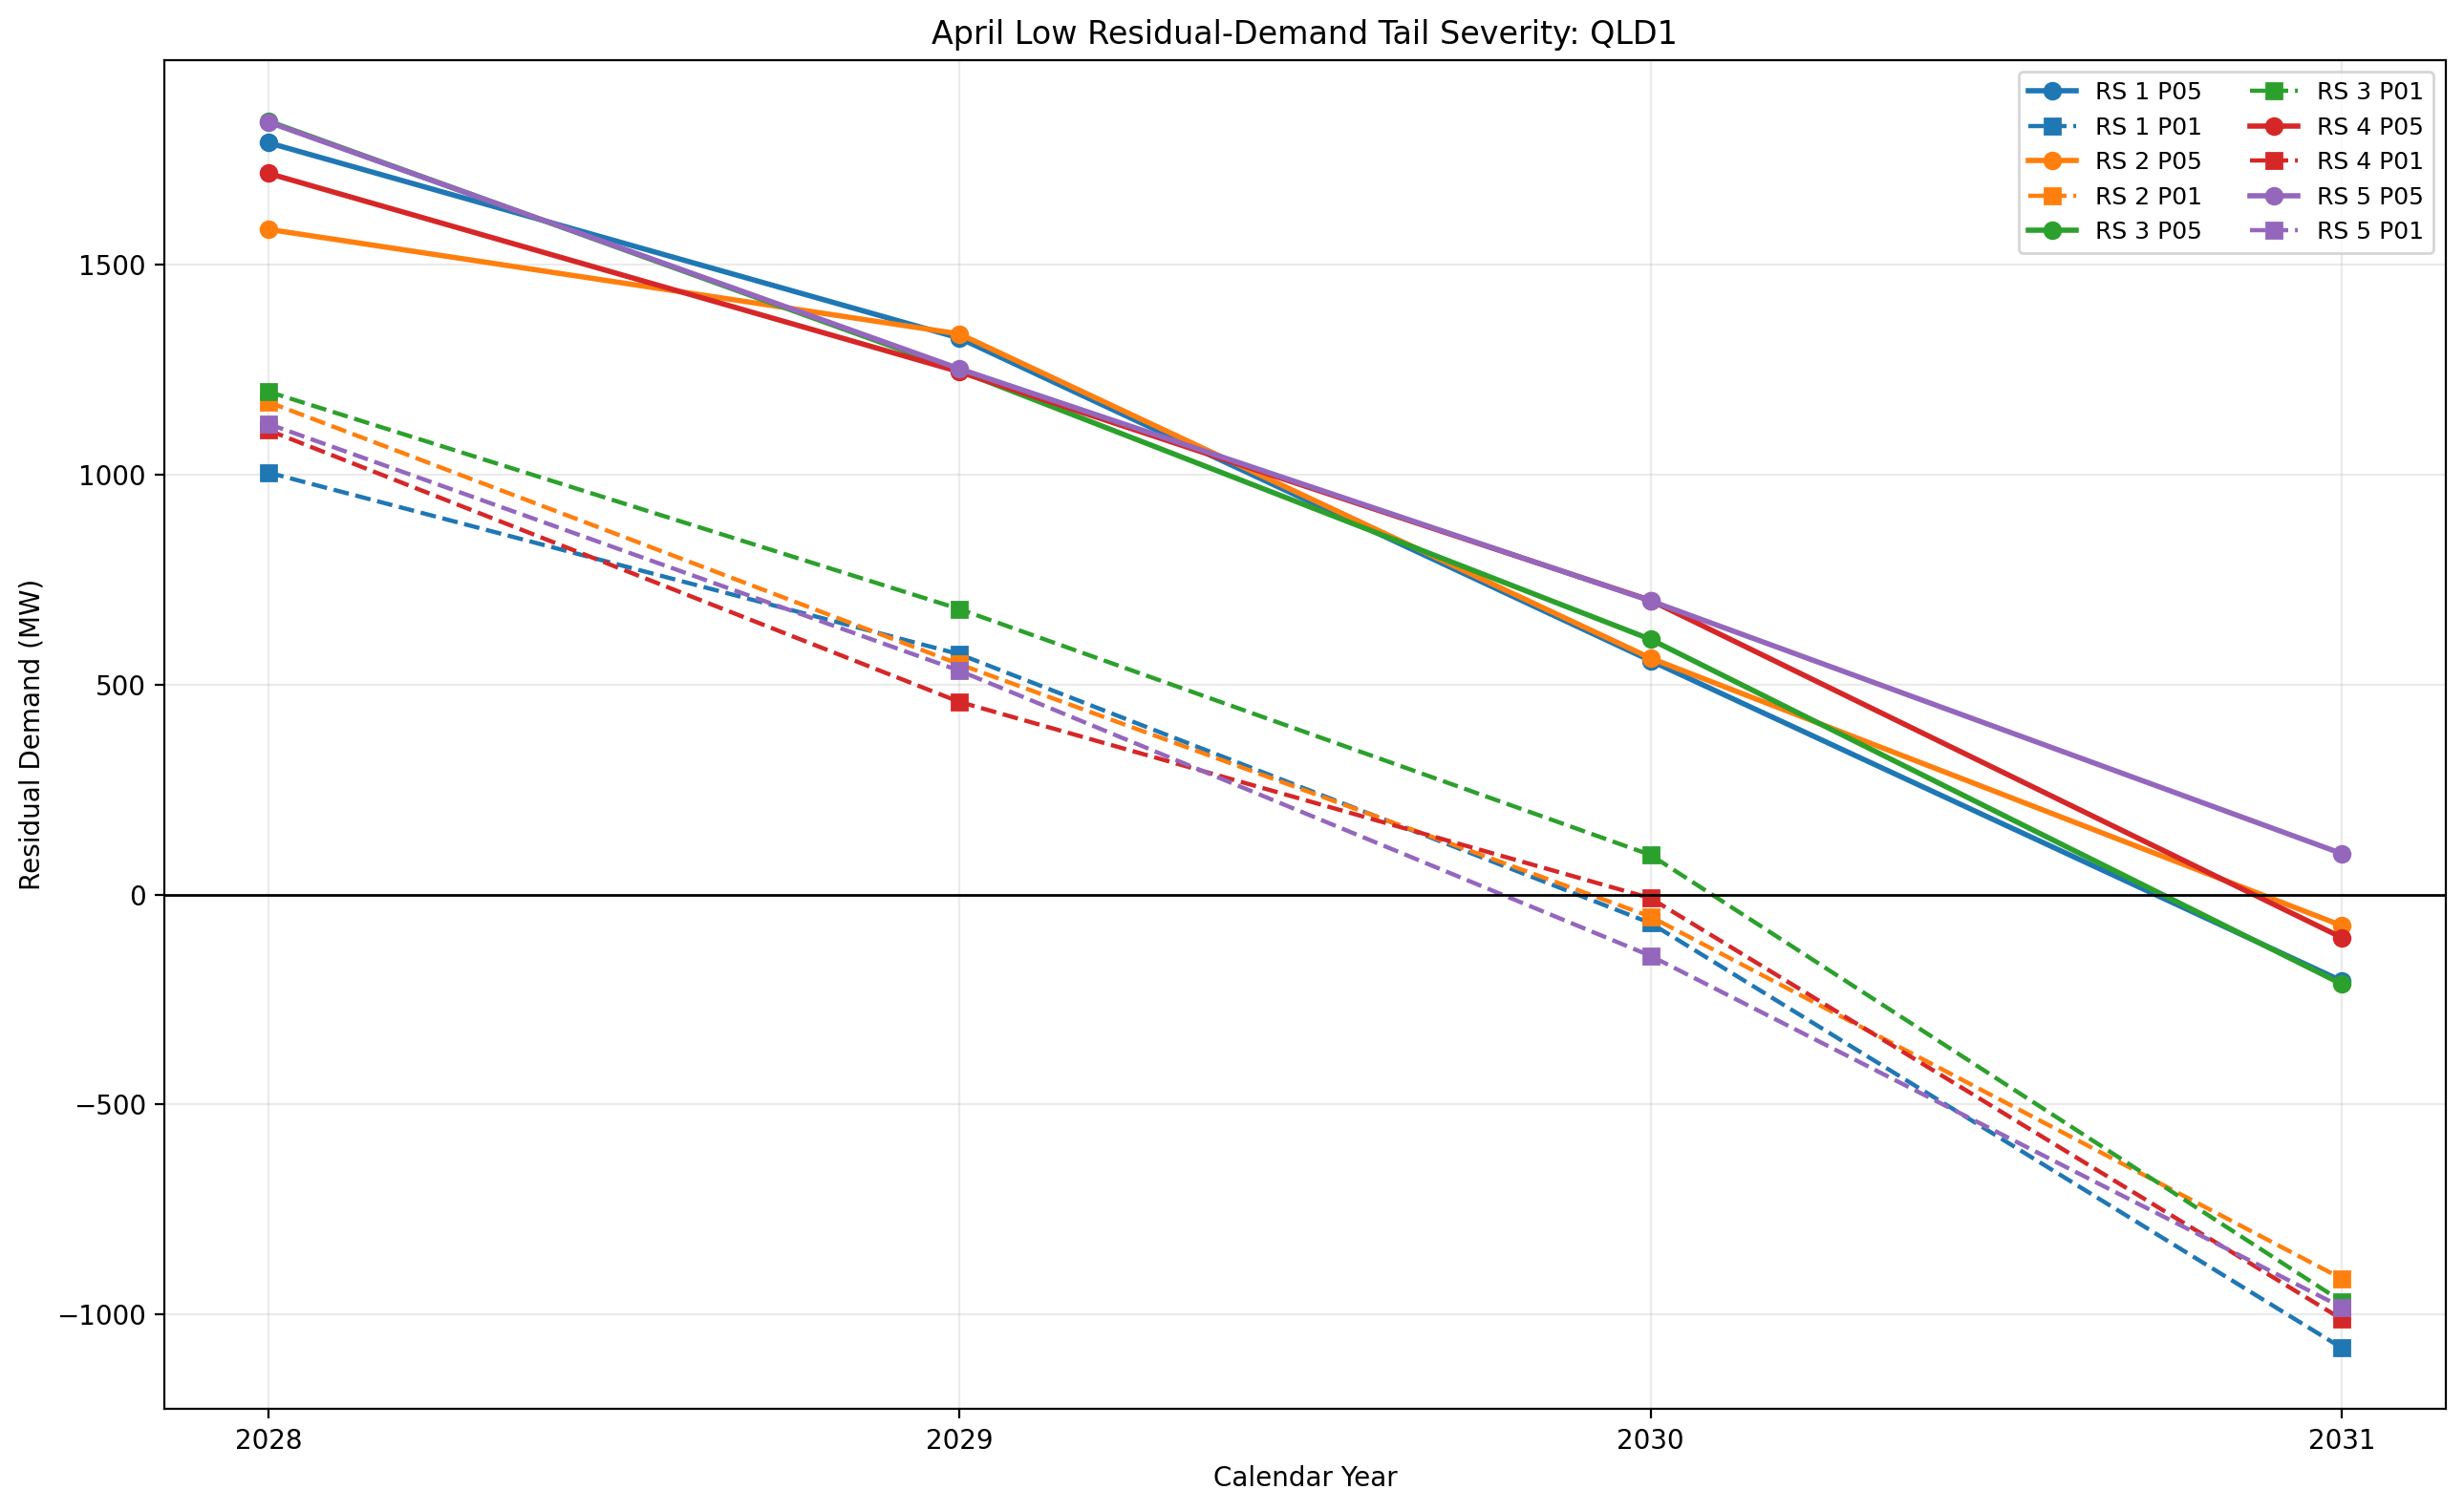 April Low Residual-Demand Tail Severity: QLD1
RS 1 P05
RS 1 P01
RS 2 P05
RS 2 P01
RS 3 P05
RS 3 P01
RS 4 P05
RS 4 P01
RS 5 P05
RS 5 P01
Residual Demand (MW)
1500
1000
500
0
−500
−1000
2028
2029
2030
2031
Calendar Year